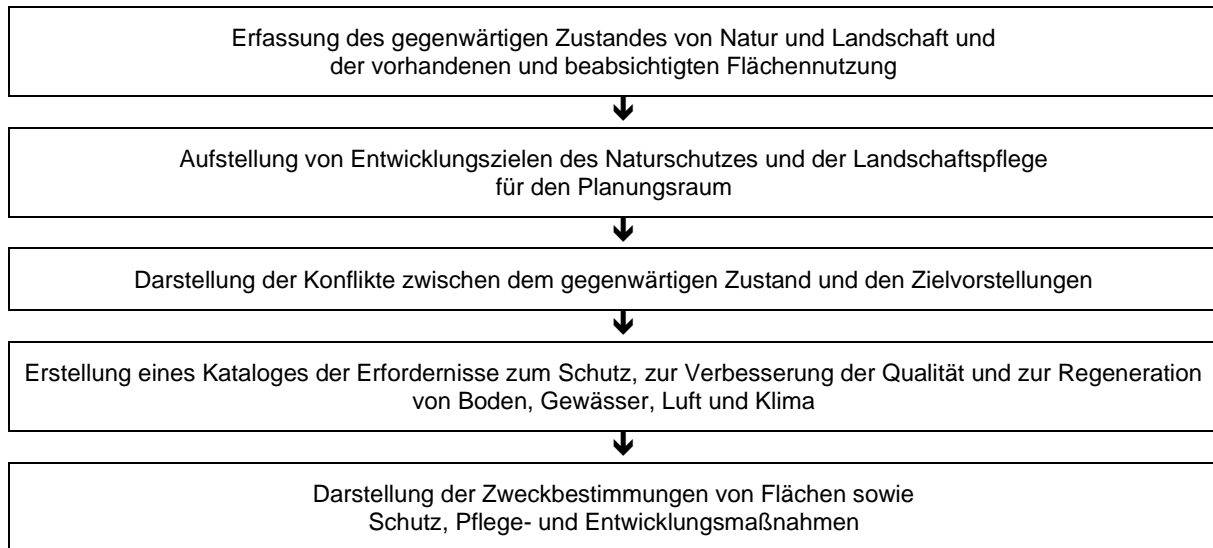 Erfassung des gegenwärtigen Zustandes von Natur und Landschaft und
der vorhandenen und beabsichtigten Flächennutzung
Aufstellung von Entwicklungszielen des Naturschutzes und der Landschaftspflege
für den Planungsraum
Darstellung der Konflikte zwischen dem gegenwärtigen Zustand und den Zielvorstellungen
Erstellung eines Kataloges der Erfordernisse zum Schutz, zur Verbesserung der Qualität und zur Regeneration
von Boden, Gewässer, Luft und Klima
Darstellung der Zweckbestimmungen von Flächen sowie
Schutz, Pflege- und Entwicklungsmaßnahmen